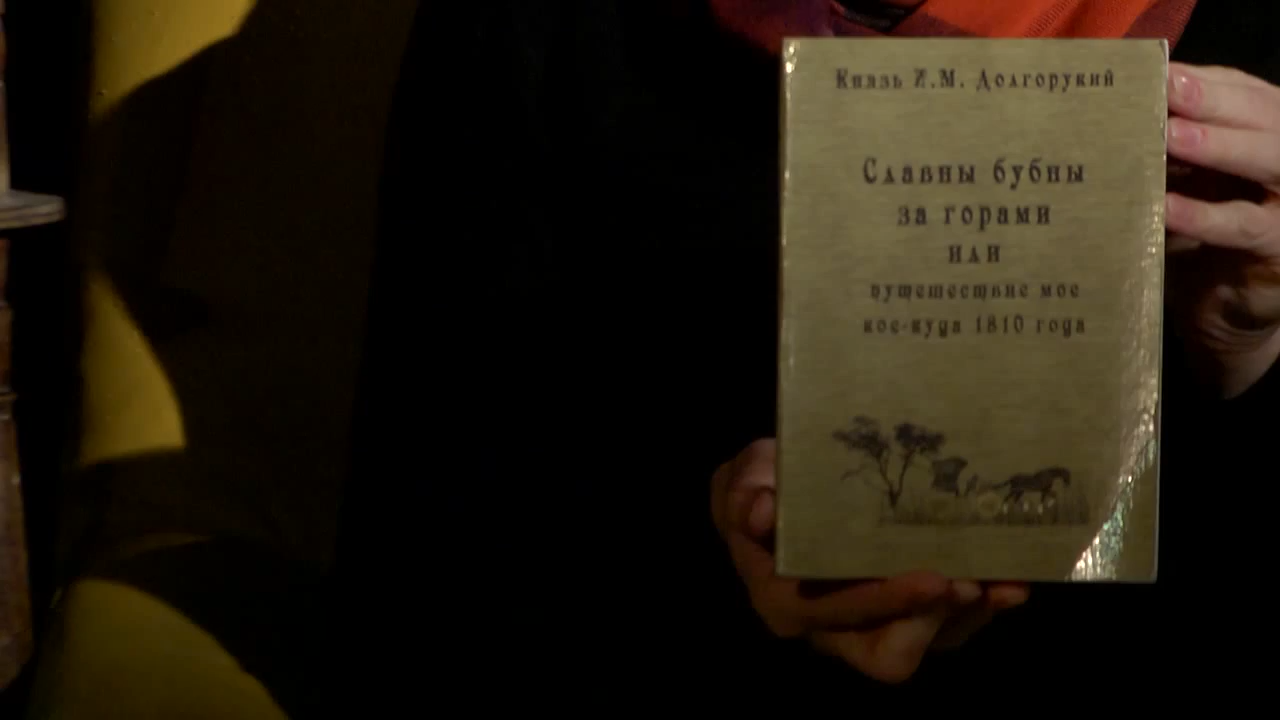 Князь И.М. Долгорукий
Славны бубны
за горами
или
путешествие мое
кое-куда 1810 года